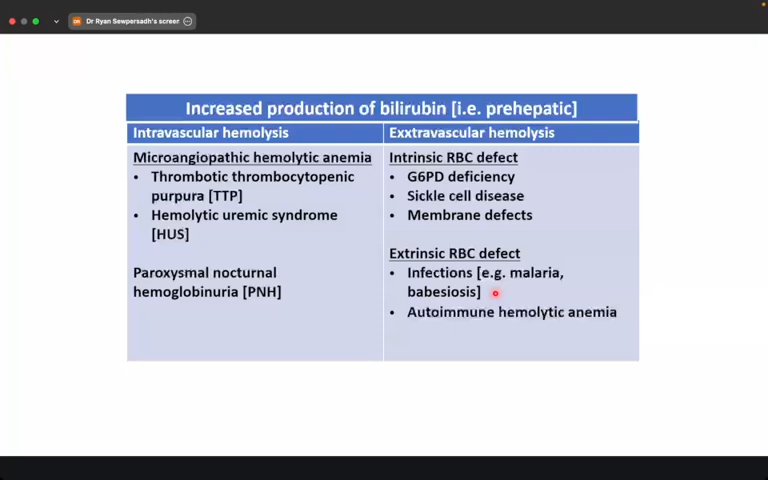 Dr Ryan Sewpersadh's screen
Increased production of bilirubin [i.e. prehepatic]
Intravascular hemolysis
Microangiopathic hemolytic anemia
• Thrombotic thrombocytopenic
purpura [TTP]
• Hemolytic uremic syndrome
[HUS]
Paroxysmal nocturnal
hemoglobinuria [PNH]
Exxtravascular hemolysis
Intrinsic RBC defect
• G6PD deficiency
• Sickle cell disease
• Membrane defects
Extrinsic RBC defect
• Infections [e.g. malaria,
babesiosis]
• Autoimmune hemolytic anemia